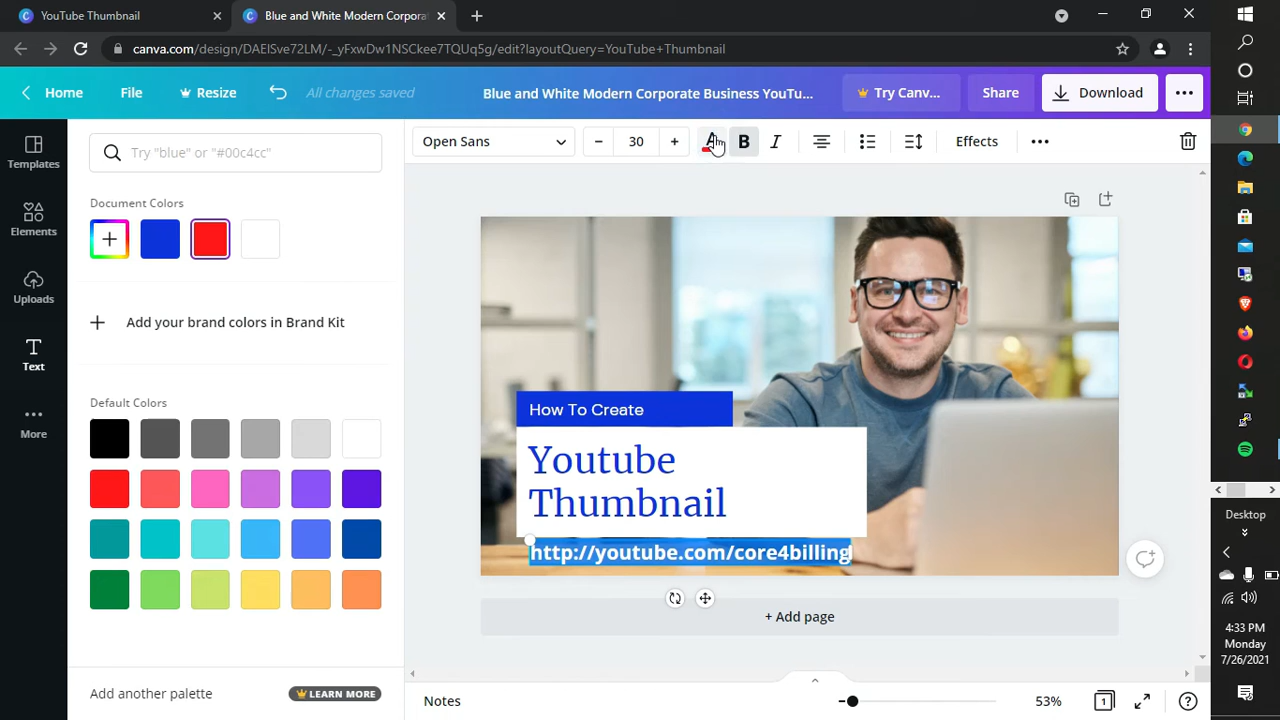 YouTube Thumbnail
Blue and White Modern Corpora
canva.com/design/DAElSve72LM/-_yFxwDw1NSCkee7TQUq5g/edit?layoutQuery=YouTube+Thumbnail
Home
File
Resize
All changes saved
Blue and White Modern Corporate Business YouTu...
Try Canv...
Share
Download
Templates
Elements
Uploads
Text
More
Try "blue" or "#00c4cc"
Open Sans
30
B
I
Effects
Document Colors
Add your brand colors in Brand Kit
Default Colors
Add another palette
LEARN MORE
How To Create
Youtube
Thumbnail
http://youtube.com/core4billing
+ Add page
Notes
53%
1
Desktop
4:33 PM
Monday
7/26/2021